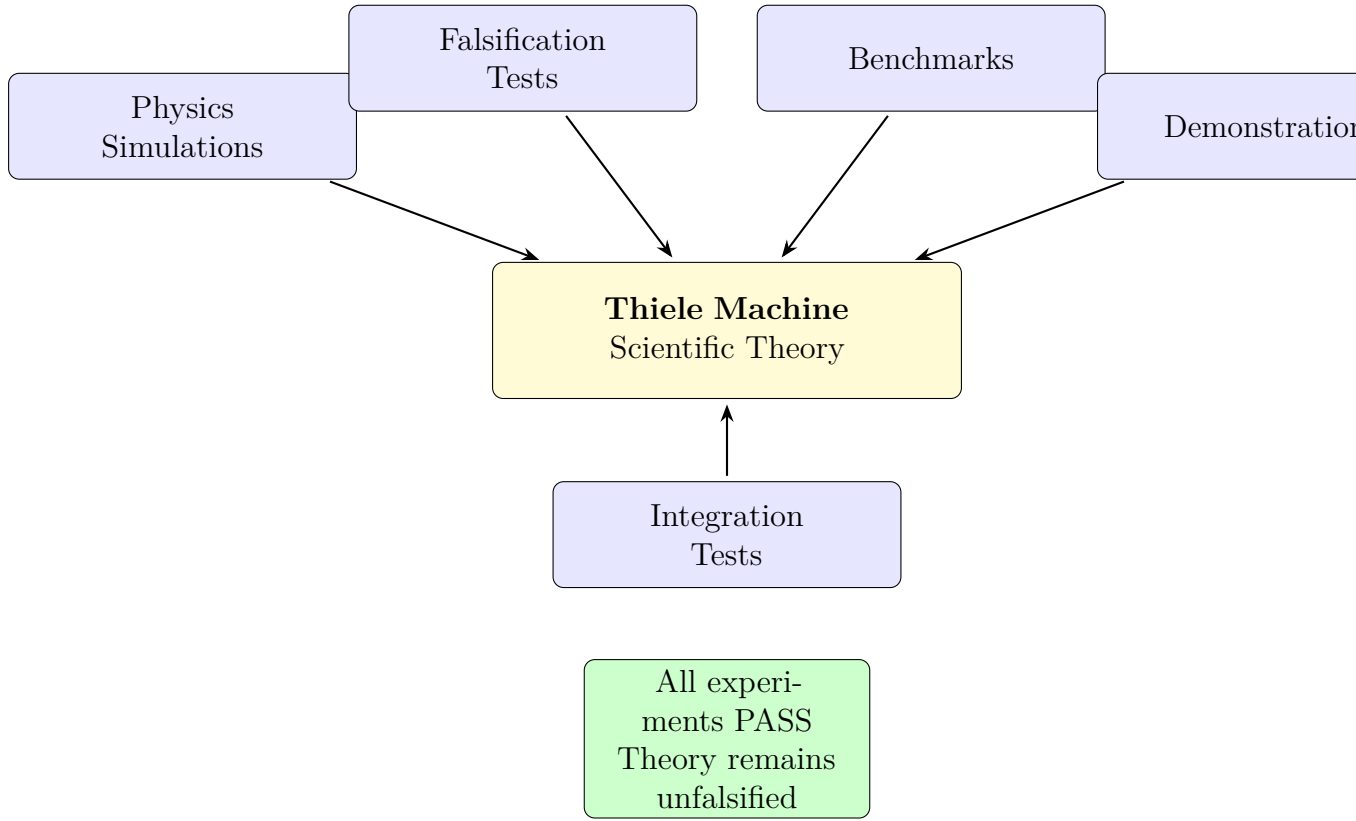 Falsification
Tests
Benchmarks
Physics
Simulations
Demonstration
Thiele Machine
Scientific Theory
Integration
Tests
All experi-
ments PASS
Theory remains
unfalsified